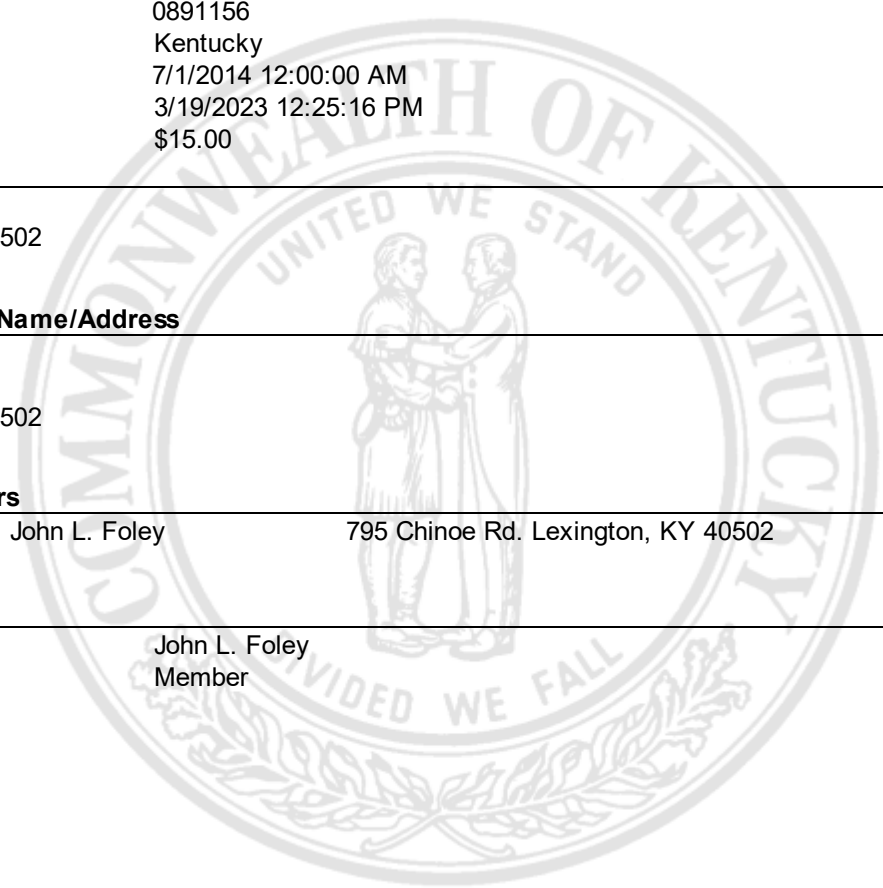 0891156
Kentucky
7/1/2014 12:00:00 AM
3/19/2023 12:25:16 PM
$15.00
502
Name/Address
502
rs
John L. Foley 795 Chinoe Rd. Lexington, KY 40502
John L. Foley
Member
COMMONWEALTH OF KENTUCKY
UNITED WE STAND
DIVIDED WE FALL